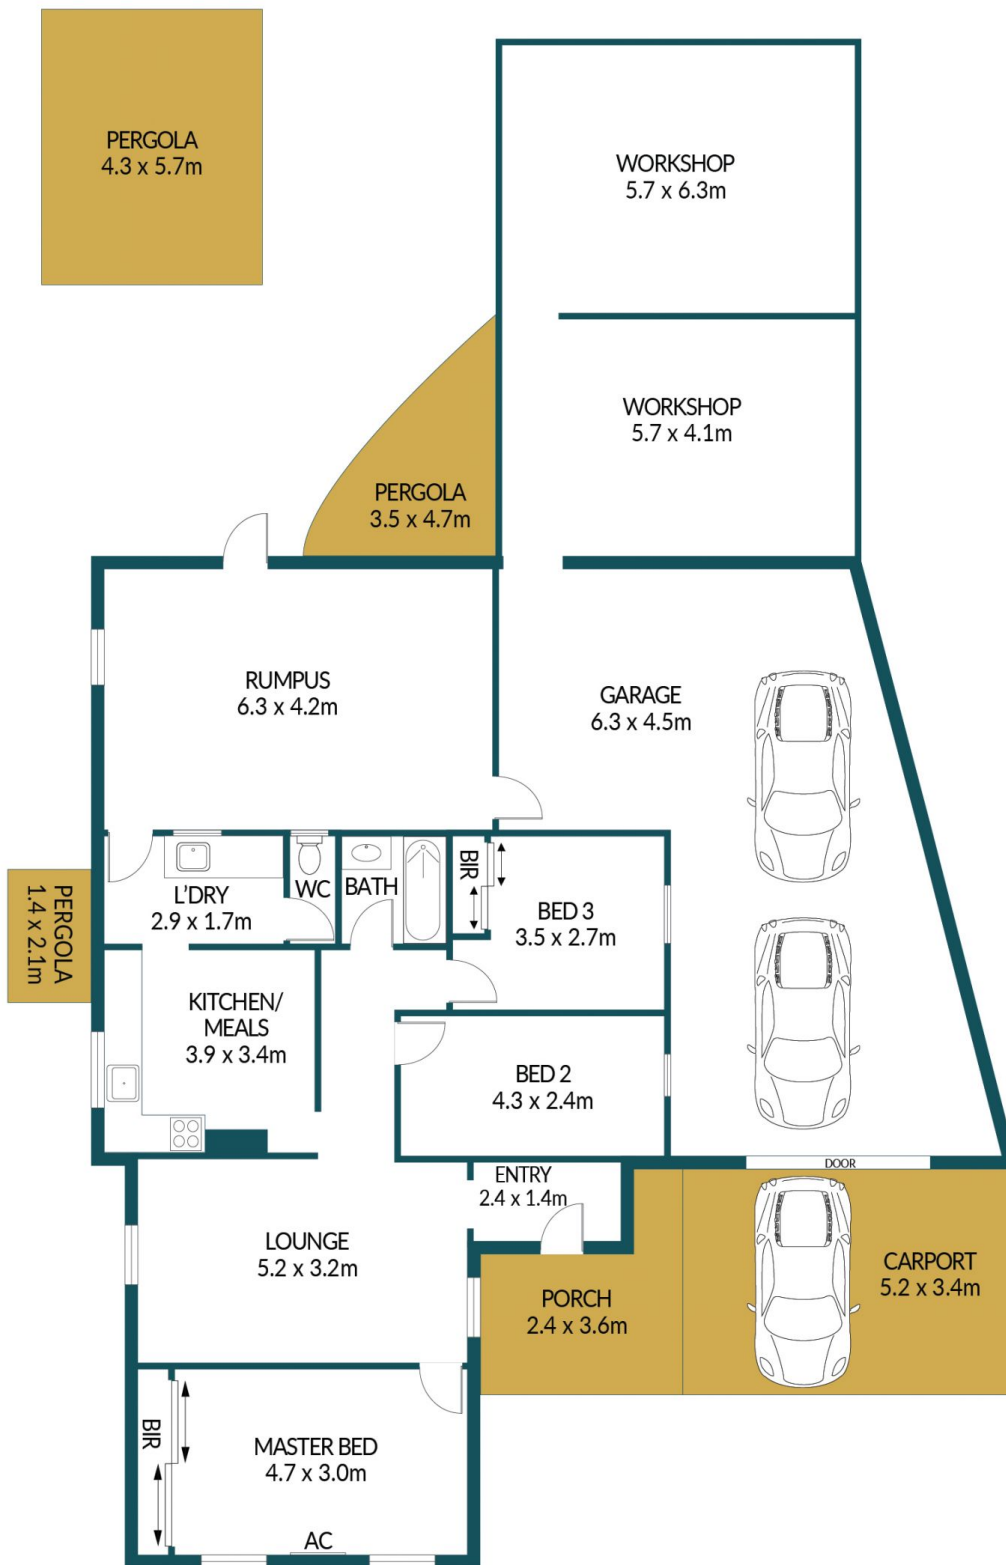 PERGOLA
4.3 x 5.7m
WORKSHOP
5.7 x 6.3m
WORKSHOP
5.7 x 4.1m
PERGOLA
3.5 x 4.7m
RUMPUS
6.3 x 4.2m
GARAGE
6.3 x 4.5m
L'DRY
2.9 x 1.7m
WC
BATH
BIR
BED 3
3.5 x 2.7m
PERGOLA
1.4 x 2.1m
KITCHEN/
MEALS
3.9 x 3.4m
BED 2
4.3 x 2.4m
DOOR
ENTRY
2.4 x 1.4m
LOUNGE
5.2 x 3.2m
PORCH
2.4 x 3.6m
CARPORT
5.2 x 3.4m
BIR
MASTER BED
4.7 x 3.0m
AC